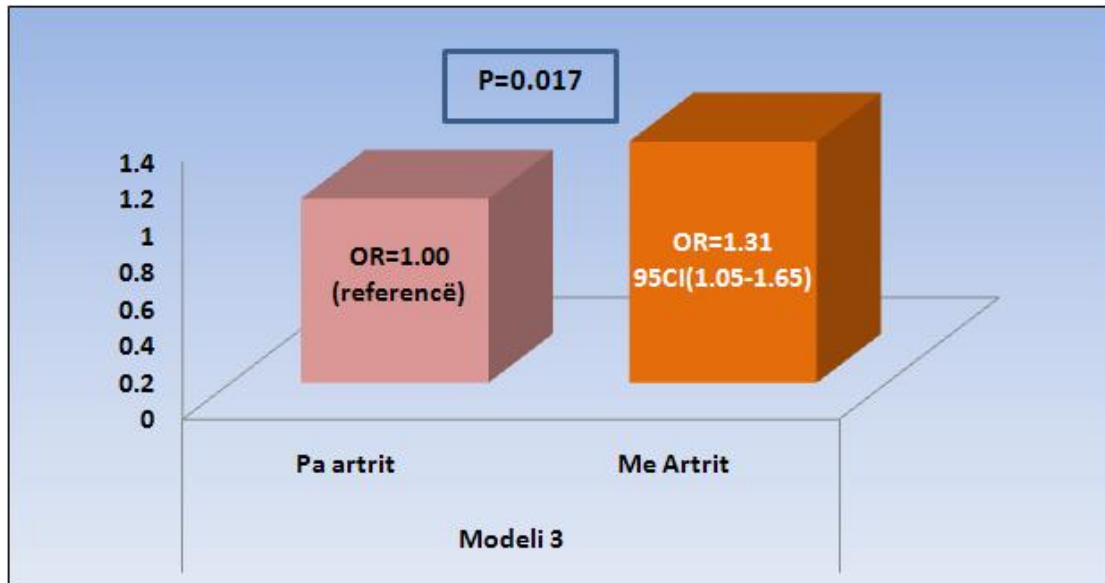 P=0.017
1.4
1.2
1
0.8
0.6
0.4
0.2
0
OR=1.00
(referencë)
OR=1.31
95CI(1.05-1.65)
Pa artrit
Me Artrit
Modeli 3